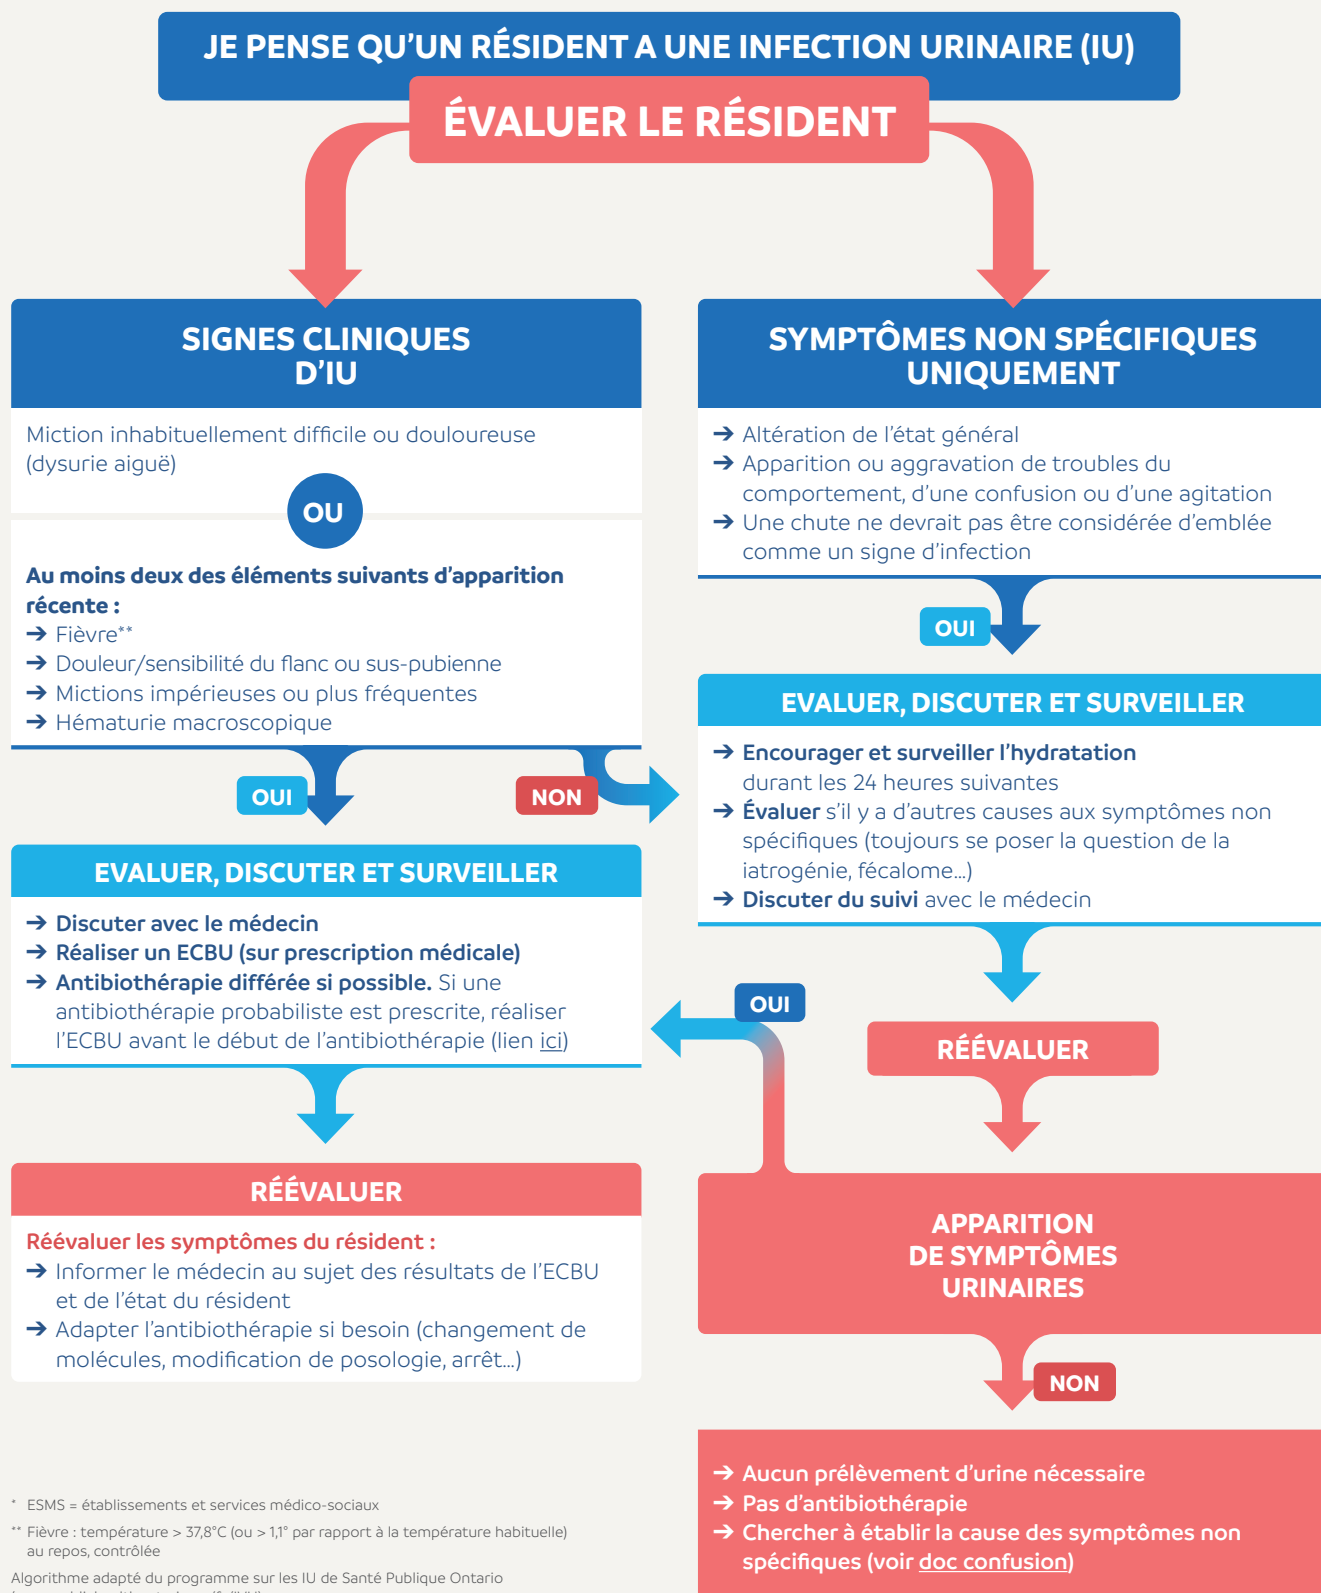 JE PENSE QU'UN RÉSIDENT A UNE INFECTION URINAIRE (IU)
ÉVALUER LE RÉSIDENT
SIGNES CLINIQUES
D'IU
Miction inhabituellement difficile ou douloureuse
(dysurie aiguë)
OU
Au moins deux des éléments suivants d'apparition
récente :
➔ Fièvre**
➔ Douleur/sensibilité du flanc ou sus-pubienne
➔ Mictions impérieuses ou plus fréquentes
➔ Hématurie macroscopique
OUI
NON
EVALUER, DISCUTER ET SURVEILLER
➔ Discuter avec le médecin
➔ Réaliser un ECBU (sur prescription médicale)
➔ Antibiothérapie différée si possible. Si une
antibiothérapie probabiliste est prescrite, réaliser
l'ECBU avant le début de l'antibiothérapie (lien ici)
RÉÉVALUER
Réévaluer les symptômes du résident :
➔ Informer le médecin au sujet des résultats de l'ECBU
et de l'état du résident
➔ Adapter l'antibiothérapie si besoin (changement de
molécules, modification de posologie, arrêt...)
SYMPTÔMES NON SPÉCIFIQUES
UNIQUEMENT
➔ Altération de l'état général
➔ Apparition ou aggravation de troubles du
comportement, d'une confusion ou d'une agitation
➔ Une chute ne devrait pas être considérée d'emblée
comme un signe d'infection
OUI
EVALUER, DISCUTER ET SURVEILLER
➔ Encourager et surveiller l'hydratation
durant les 24 heures suivantes
➔ Évaluer s'il y a d'autres causes aux symptômes non
spécifiques (toujours se poser la question de la
iatrogénie, fécalome...)
➔ Discuter du suivi avec le médecin
OUI
RÉÉVALUER
APPARITION
DE SYMPTÔMES
URINAIRES
NON
➔ Aucun prélèvement d'urine nécessaire
➔ Pas d'antibiothérapie
➔ Chercher à établir la cause des symptômes non
spécifiques (voir doc confusion)
* ESMS = établissements et services médico-sociaux
** Fièvre : température > 37,8°C (ou > 1,1° par rapport à la température habituelle)
au repos, contrôlée
Algorithme adapté du programme sur les IU de Santé Publique Ontario